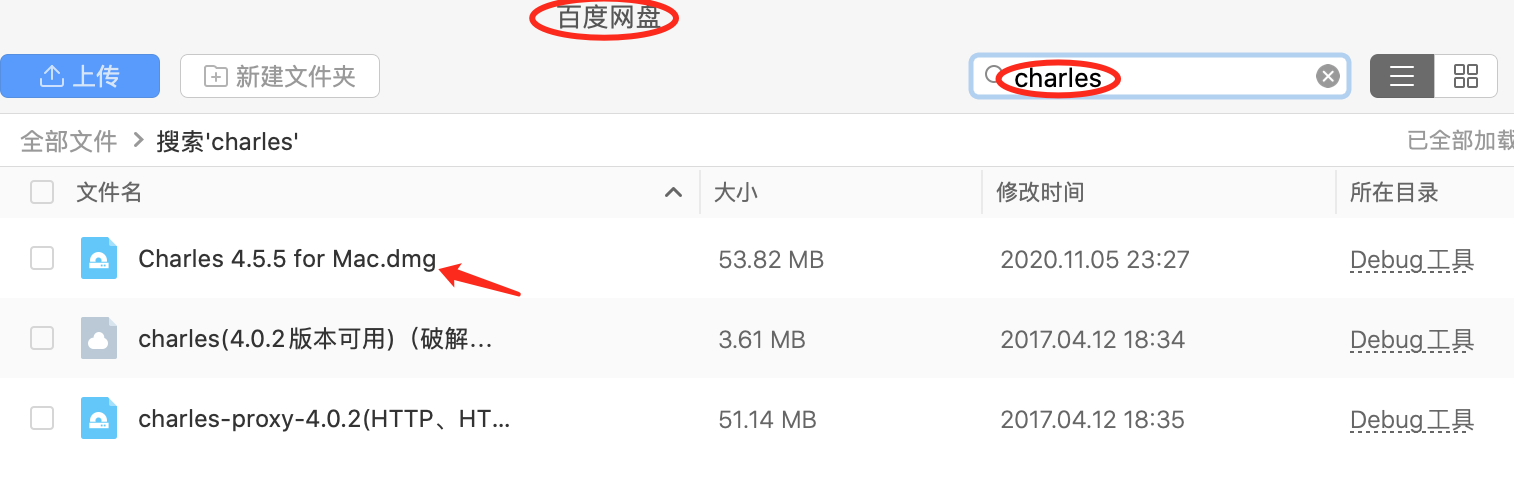 百度网盘
上传 新建文件夹 charles
全部文件 > 搜索'charles' 已全部加载
文件名 大小 修改时间 所在目录
Charles 4.5.5 for Mac.dmg 53.82 MB 2020.11.05 23:27 Debug工具
charles(4.0.2版本可用)（破解... 3.61 MB 2017.04.12 18:34 Debug工具
charles-proxy-4.0.2(HTTP、HT... 51.14 MB 2017.04.12 18:35 Debug工具